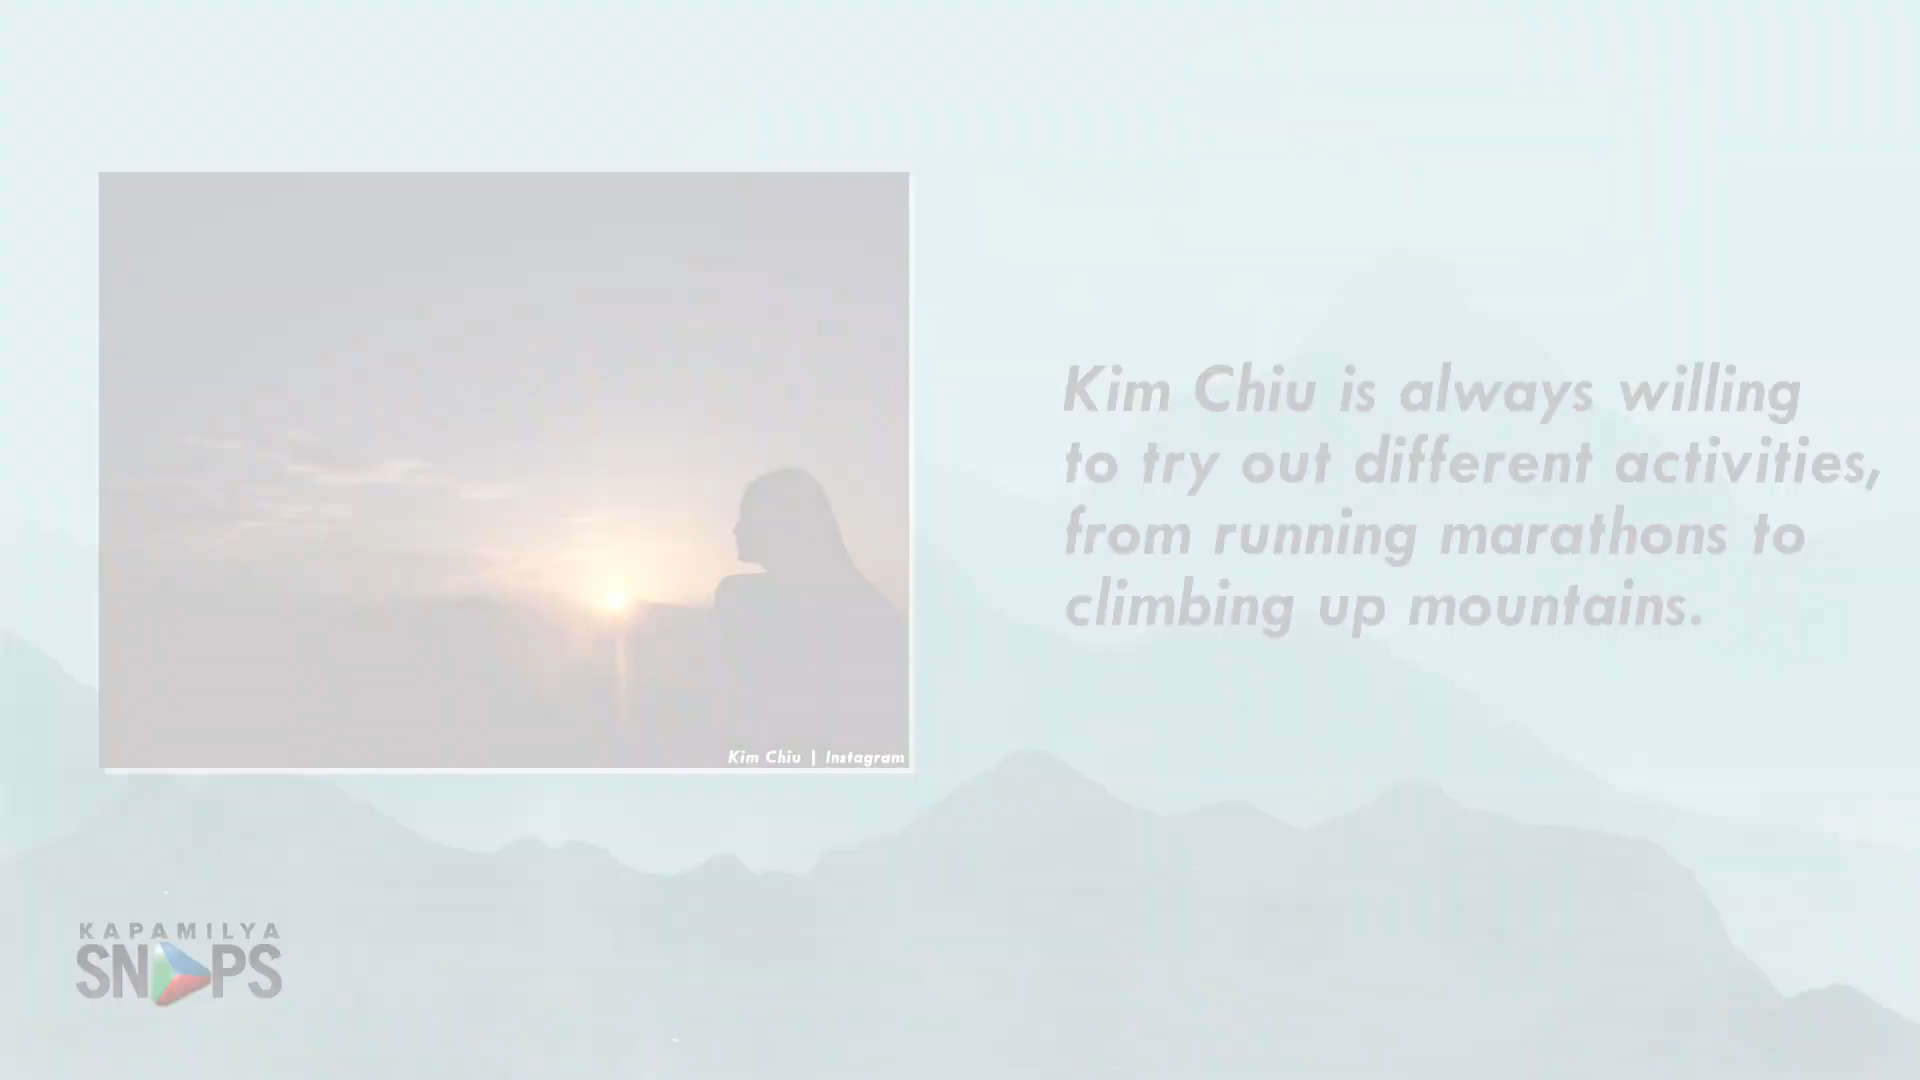 Kim Chiu is always willing
to try out different activities,
from running marathons to
climbing up mountains.
Kim Chiu | Instagram
KAPAMILYA
SNAPS